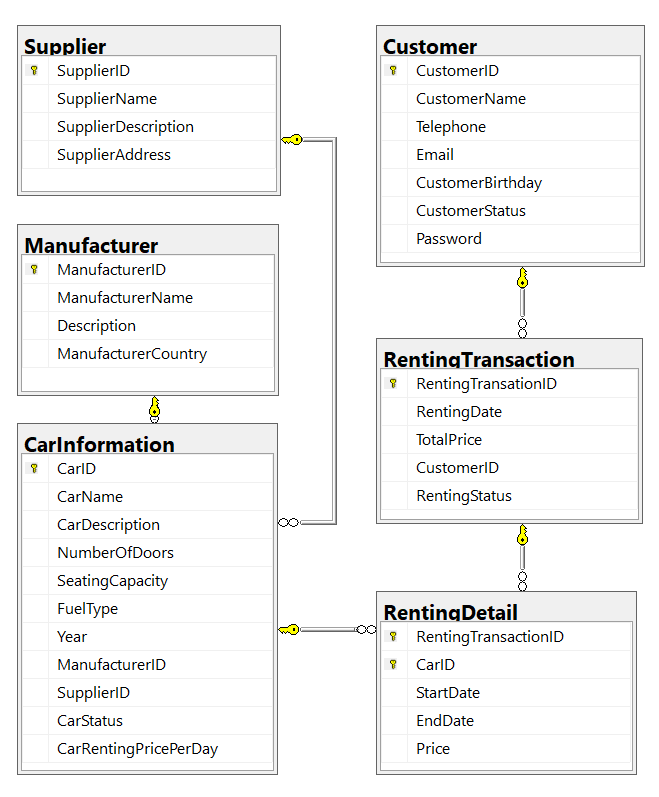 Supplier
SupplierID
SupplierName
SupplierDescription
SupplierAddress
Manufacturer
ManufacturerID
ManufacturerName
Description
ManufacturerCountry
CarInformation
CarID
CarName
CarDescription
NumberOfDoors
SeatingCapacity
FuelType
Year
ManufacturerID
SupplierID
CarStatus
CarRentingPricePerDay
Customer
CustomerID
CustomerName
Telephone
Email
CustomerBirthday
CustomerStatus
Password
RentingTransaction
RentingTransationID
RentingDate
TotalPrice
CustomerID
RentingStatus
RentingDetail
RentingTransactionID
CarID
StartDate
EndDate
Price